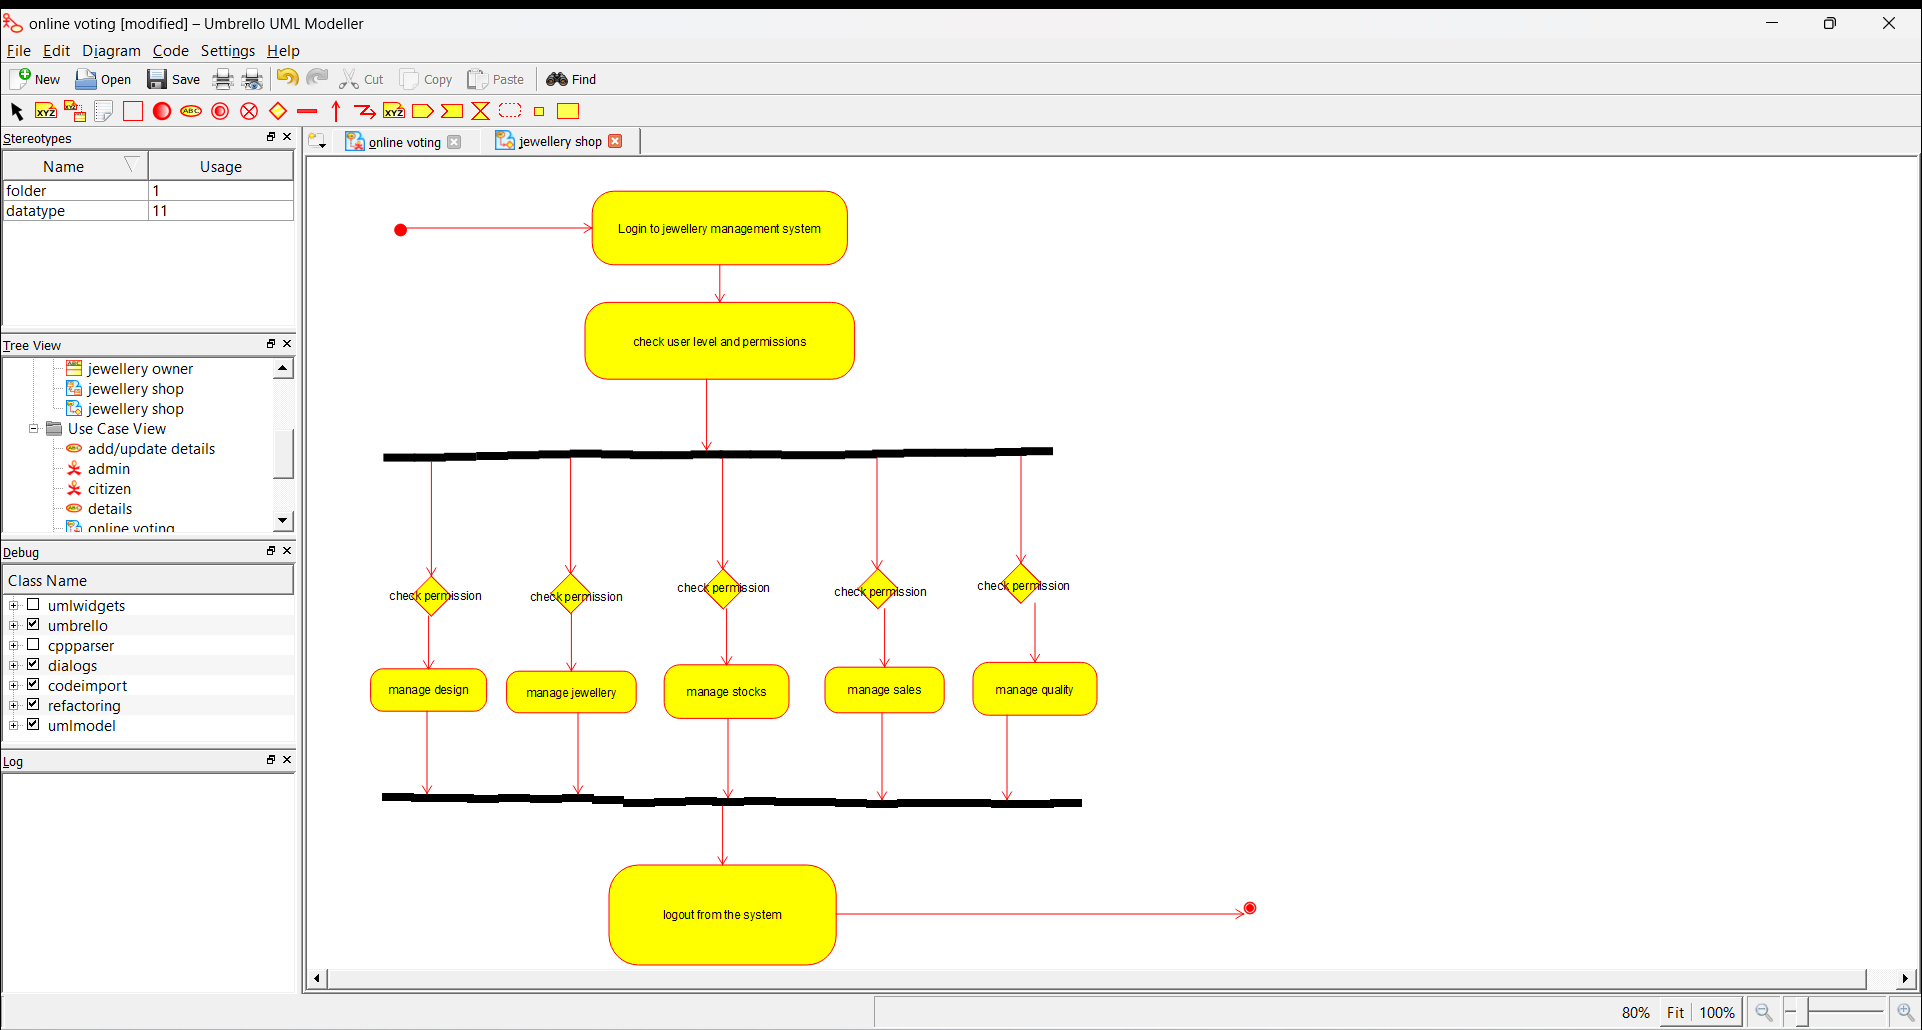 online voting [modified] – Umbrello UML Modeller
File Edit Diagram Code Settings Help
New Open Save Cut Copy Paste Find
XYZ XYZ ABC XYZ
Stereotypes
Name Usage
folder 1
datatype 11
Tree View
jewellery owner
jewellery shop
jewellery shop
Use Case View
add/update details
admin
citizen
details
online voting
Debug
Class Name
umlwidgets
umbrello
cppparser
dialogs
codeimport
refactoring
umlmodel
Log
online voting
jewellery shop
Login to jewellery management system
check user level and permissions
check permission
check permission
check permission
check permission
check permission
manage design
manage jewellery
manage stocks
manage sales
manage quality
logout from the system
80% Fit 100%